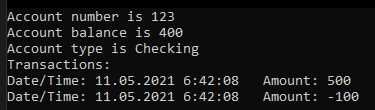 Account number is 123
Account balance is 400
Account type is Checking
Transactions:
Date/Time: 11.05.2021 6:42:08   Amount: 500
Date/Time: 11.05.2021 6:42:08   Amount: -100